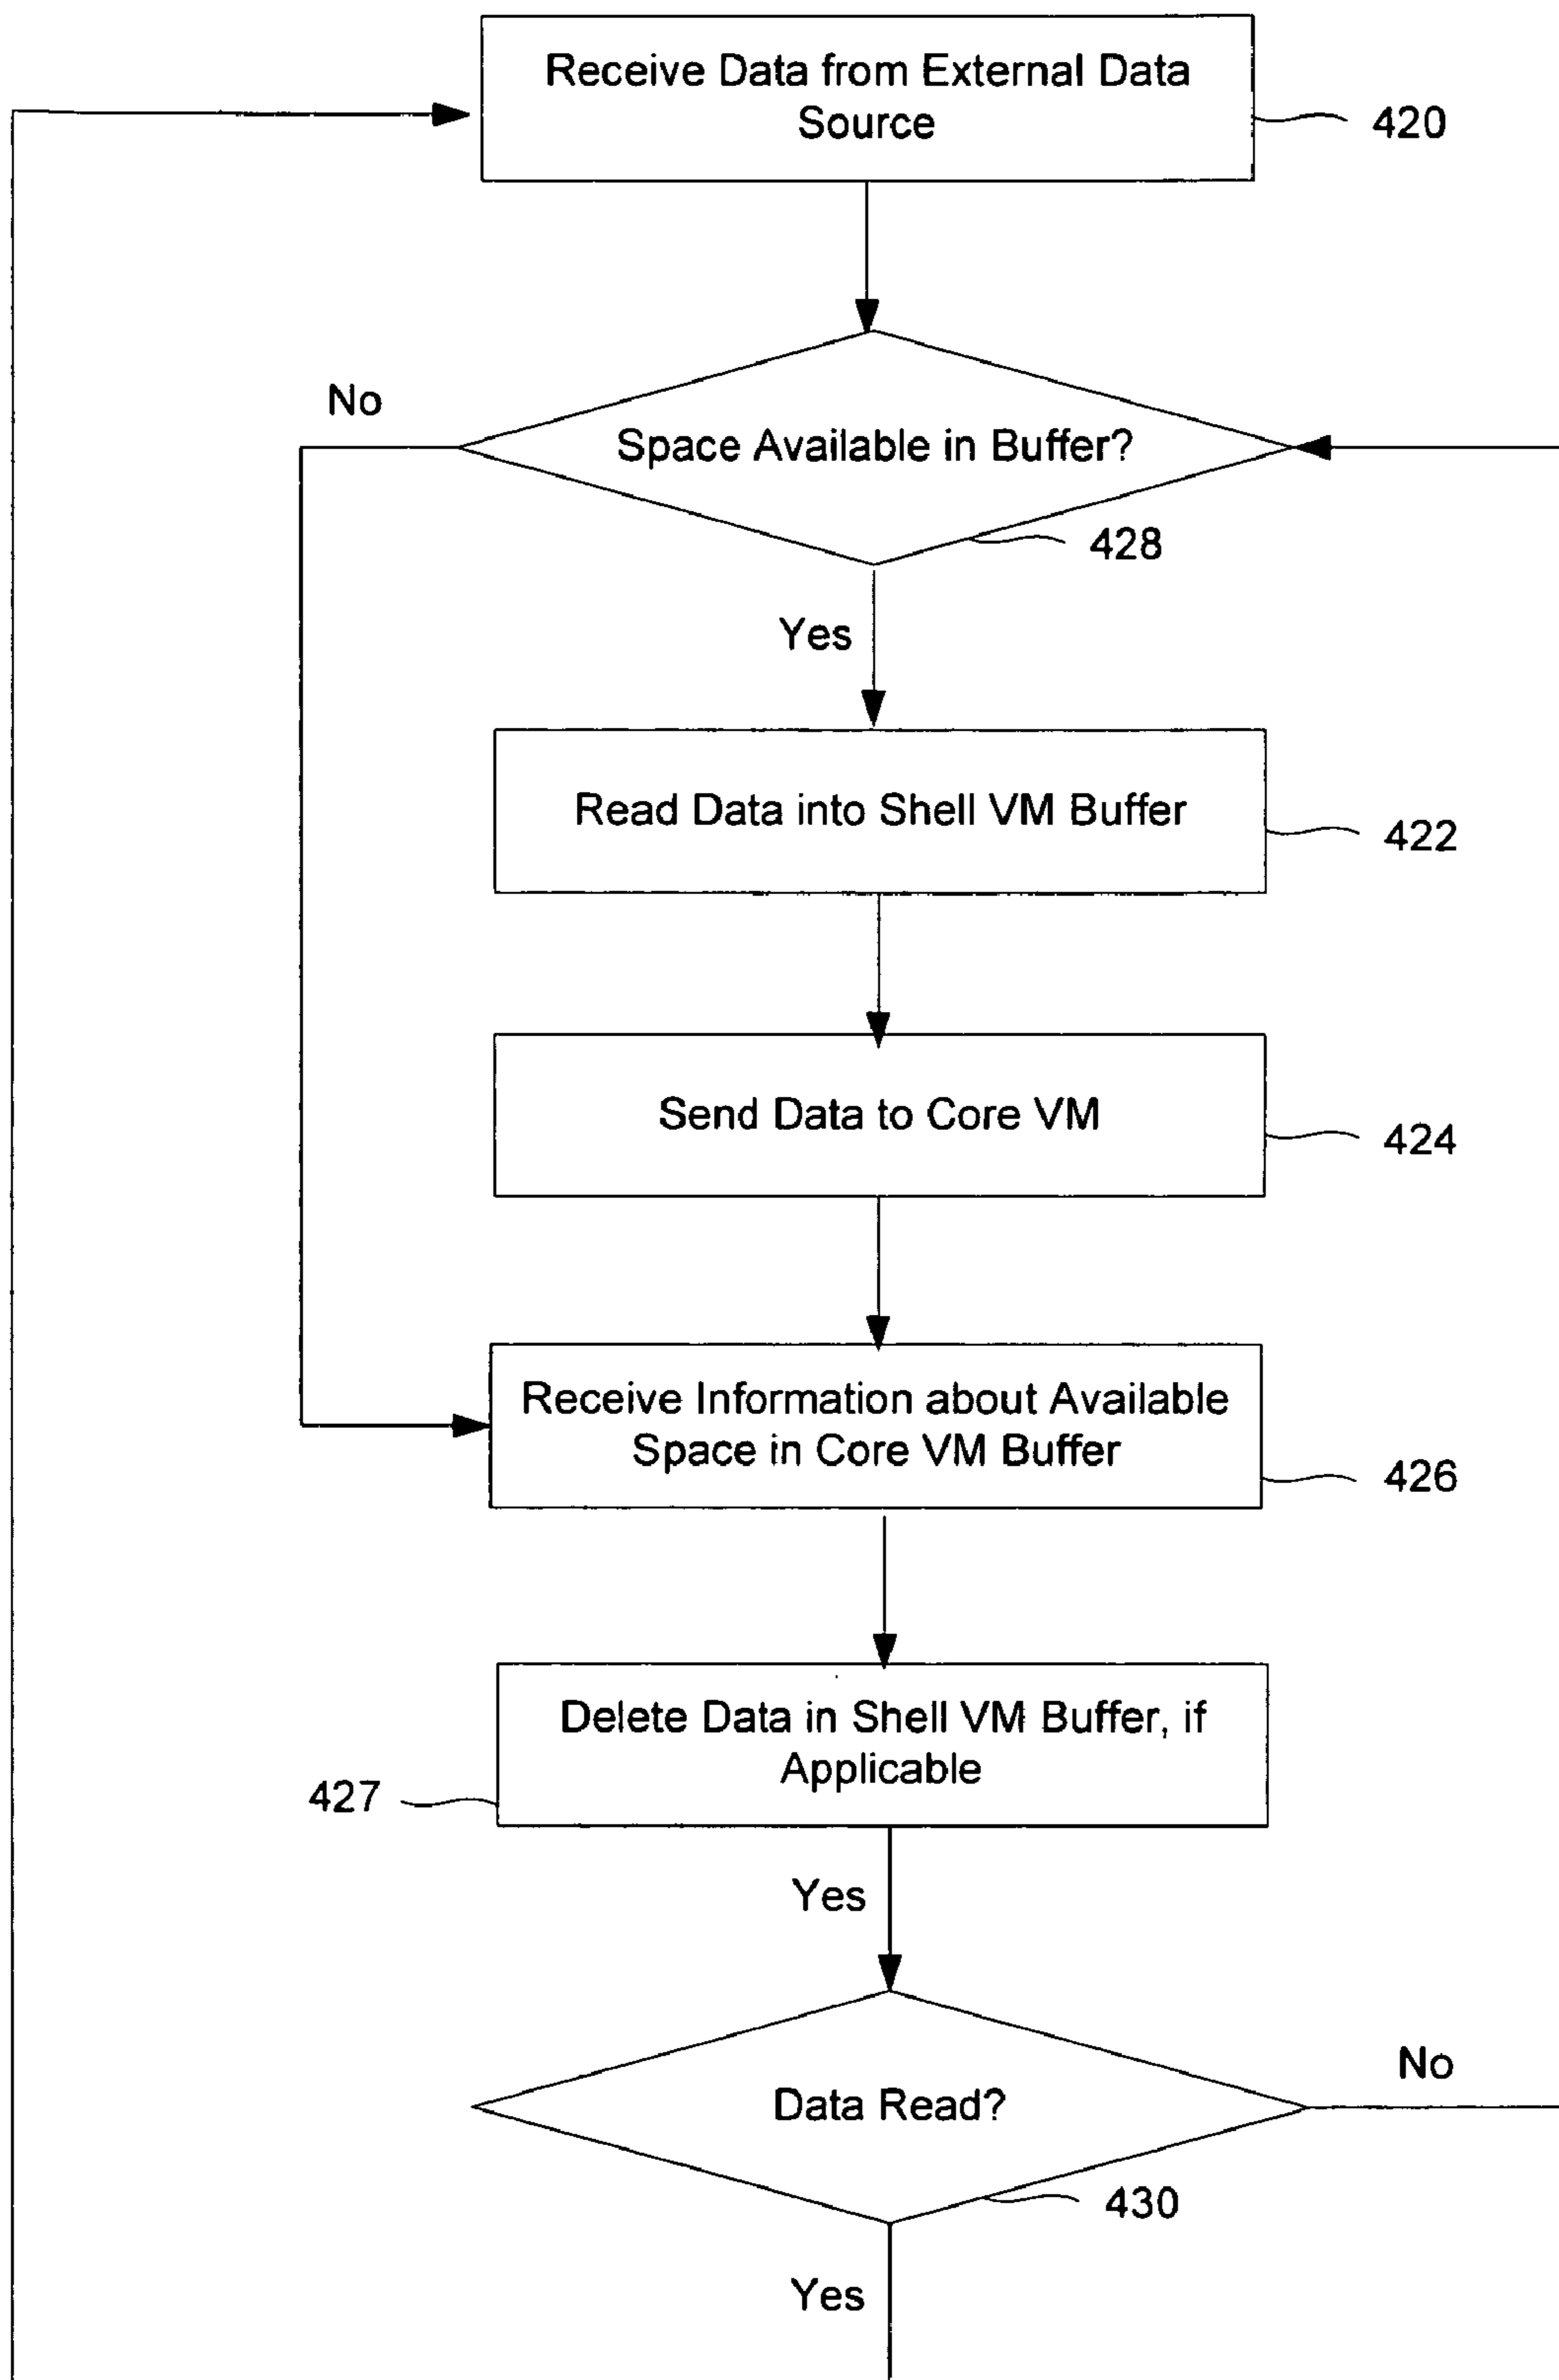 Receive Data from External Data
Source
420
No
Space Available in Buffer?
428
Yes
Read Data into Shell VM Buffer
422
Send Data to Core VM
424
Receive Information about Available
Space in Core VM Buffer
426
Delete Data in Shell VM Buffer, if
Applicable
427
Yes
No
Data Read?
430
Yes